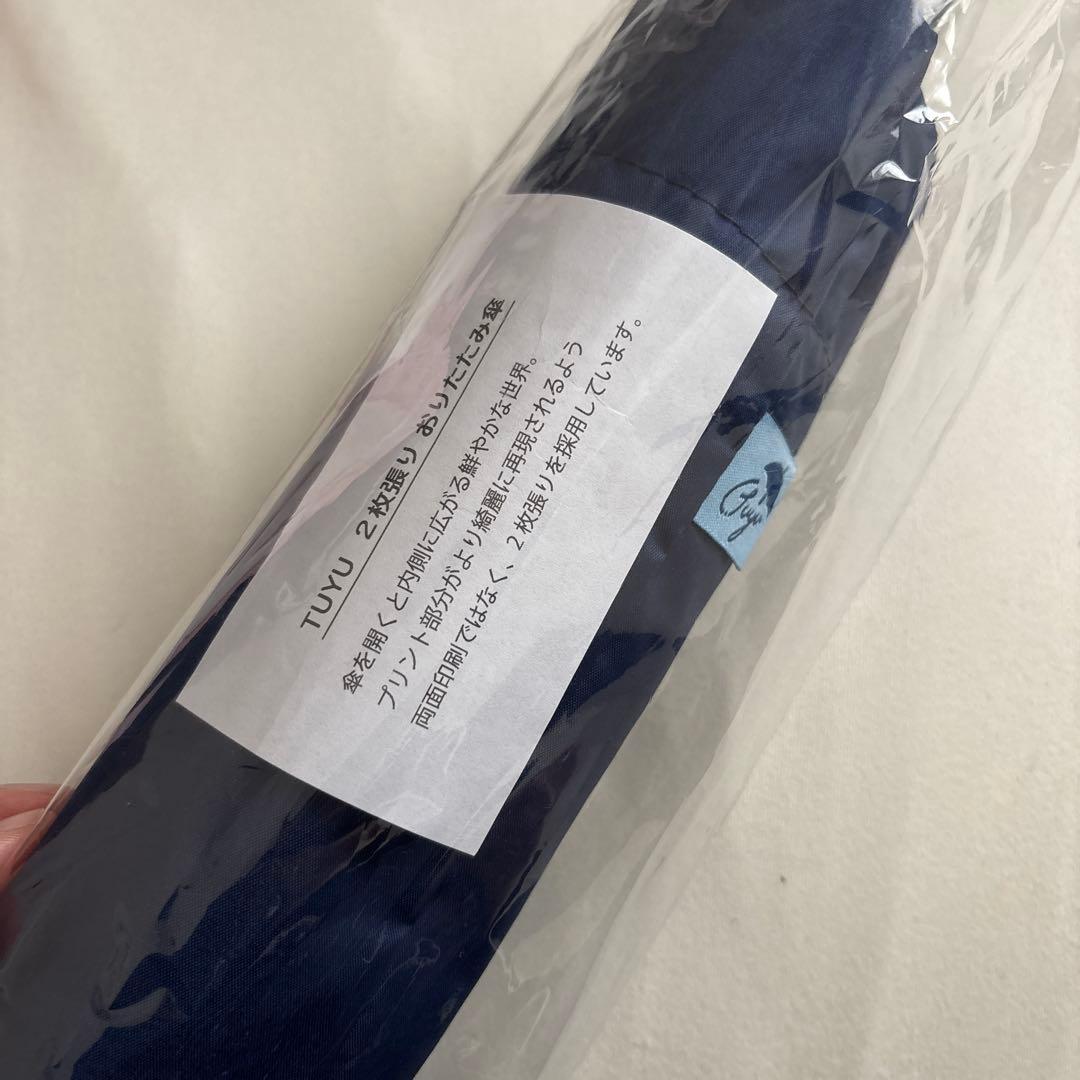 TUYU 2枚張り おりたたみ傘
傘を開くと内側に広がる鮮やかな世界。
プリント部分がより綺麗に再現されるよう
両面印刷ではなく、2枚張りを採用しています。
Tuyu